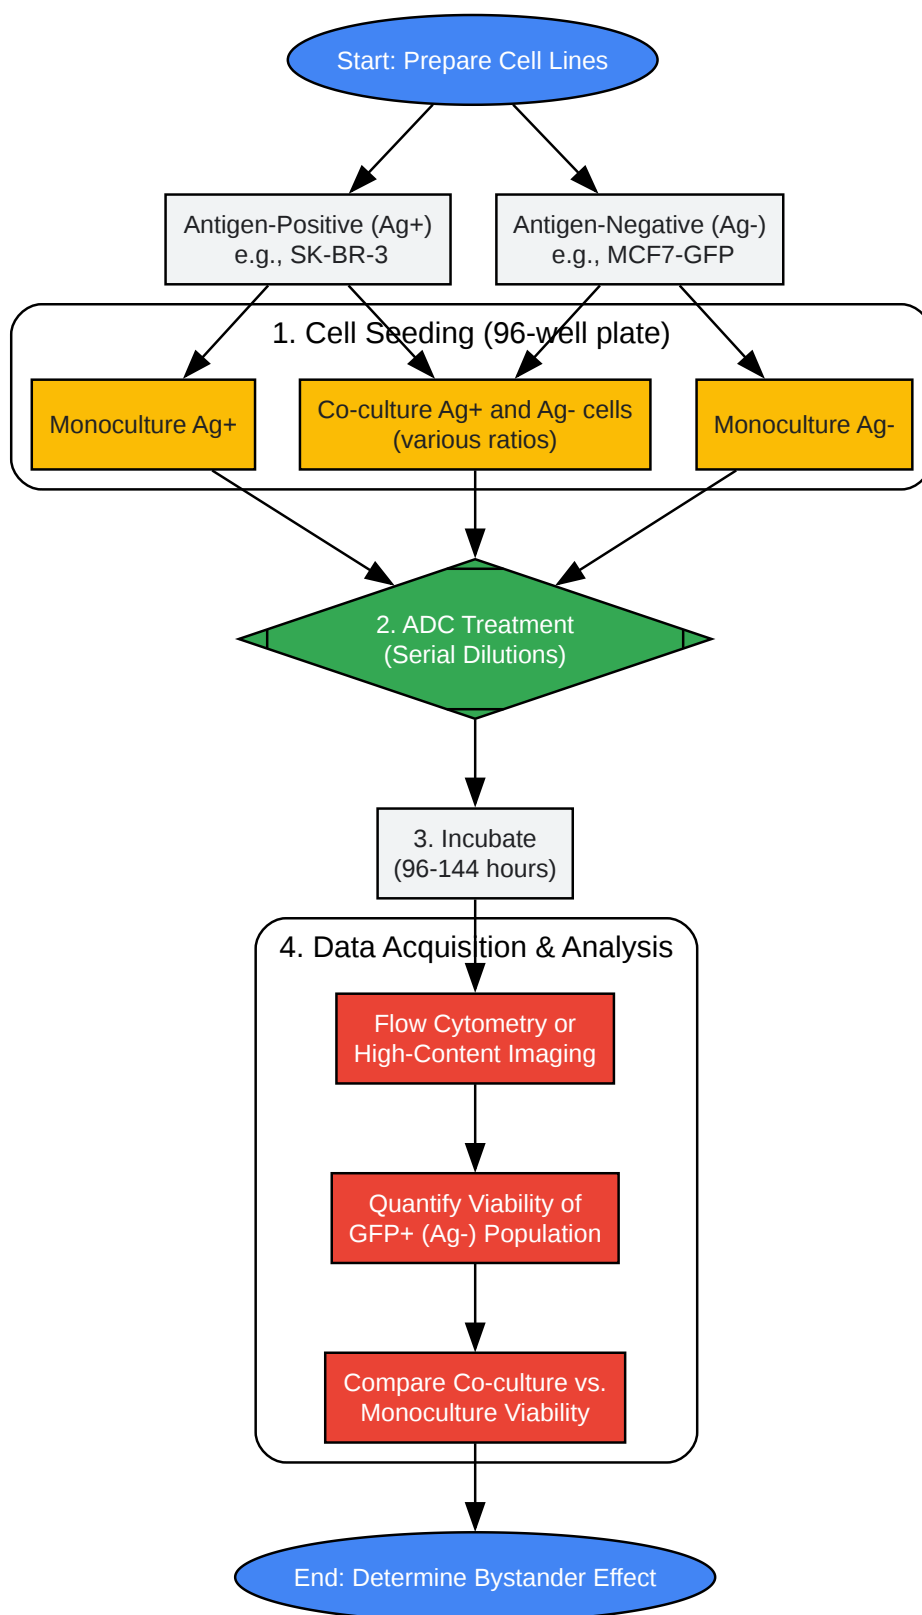 Start: Prepare Cell Lines
Antigen-Positive (Ag+)
e.g., SK-BR-3
Antigen-Negative (Ag-)
e.g., MCF7-GFP
1. Cell Seeding (96-well plate)
Monoculture Ag+
Co-culture Ag+ and Ag- cells
(various ratios)
Monoculture Ag-
2. ADC Treatment
(Serial Dilutions)
3. Incubate
(96-144 hours)
4. Data Acquisition & Analysis
Flow Cytometry or
High-Content Imaging
Quantify Viability of
GFP+ (Ag-) Population
Compare Co-culture vs.
Monoculture Viability
End: Determine Bystander Effect